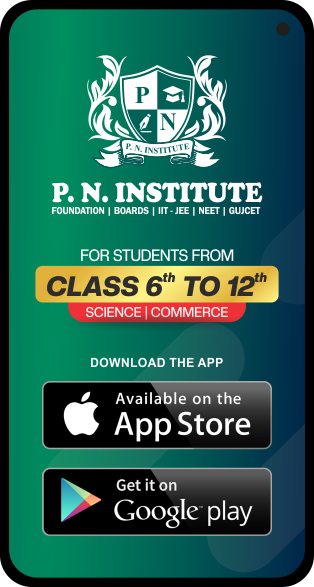 P
N
P. N. INSTITUTE
P. N. INSTITUTE
FOUNDATION | BOARDS | IIT - JEE | NEET | GUJCET
FOR STUDENTS FROM
CLASS 6th TO 12th
SCIENCE | COMMERCE
DOWNLOAD THE APP
Available on the
App Store
Get it on
Google™ play